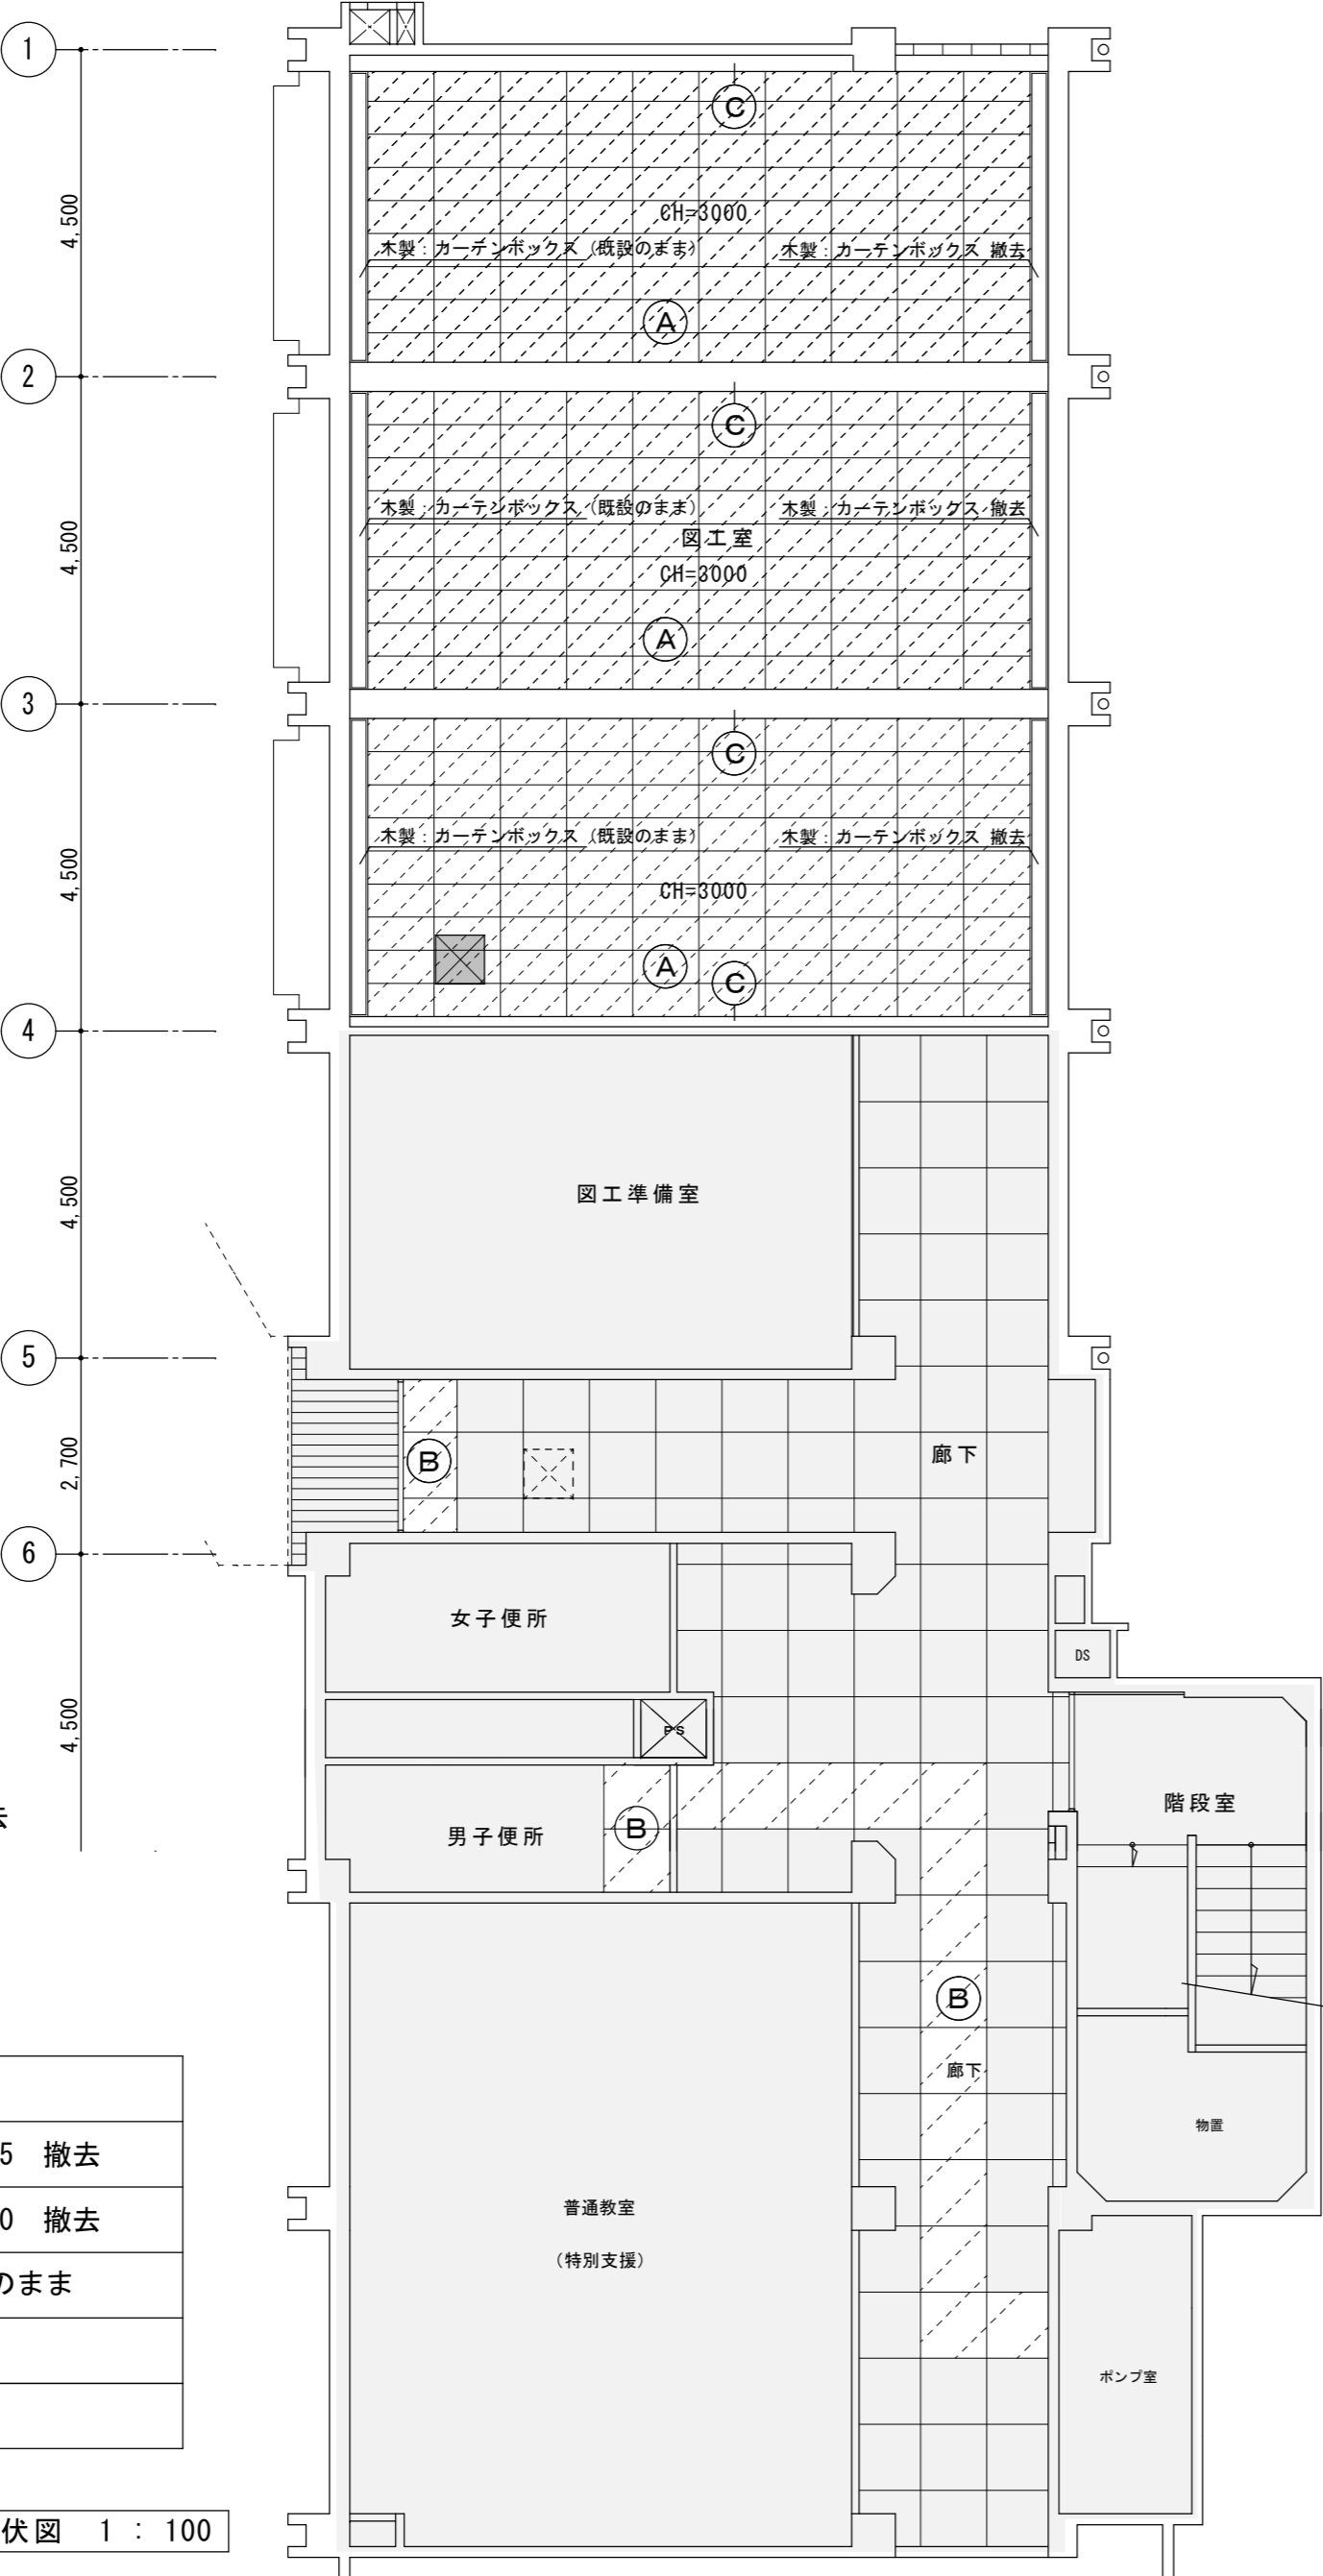 1
C
4,500
CH=3000
木製：カーテンボックス（既設のまま）
木製：カーテンボックス 撤去
A
2
C
木製：カーテンボックス（既設のまま）
木製：カーテンボックス 撤去
4,500
図工室
CH=3000
A
3
C
木製：カーテンボックス（既設のまま）
木製：カーテンボックス 撤去
4,500
CH=3000
A
C
4
図工準備室
4,500
5
廊下
B
2,700
6
女子便所
DS
4,500
PS
階段室
男子便所
B
B
廊下
物置
5 撤去
普通教室
0 撤去
（特別支援）
のまま
ポンプ室
伏図 1 : 100